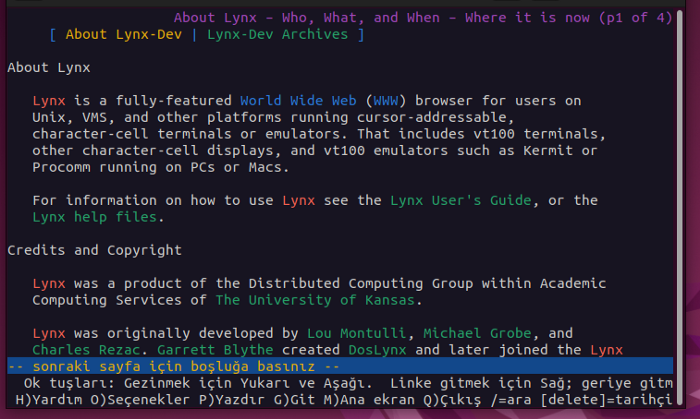 About Lynx – Who, What, and When – Where it is now (p1 of 4)
[ About Lynx-Dev | Lynx-Dev Archives ]
About Lynx
Lynx is a fully-featured World Wide Web (WWW) browser for users on
Unix, VMS, and other platforms running cursor-addressable,
character-cell terminals or emulators. That includes vt100 terminals,
other character-cell displays, and vt100 emulators such as Kermit or
Procomm running on PCs or Macs.
For information on how to use Lynx see the Lynx User's Guide, or the
Lynx help files.
Credits and Copyright
Lynx was a product of the Distributed Computing Group within Academic
Computing Services of The University of Kansas.
Lynx was originally developed by Lou Montulli, Michael Grobe, and
Charles Rezac. Garrett Blythe created DosLynx and later joined the Lynx
-- sonraki sayfa için boşluğa basınız --
Ok tuşları: Gezinmek için Yukarı ve Aşağı. Linke gitmek için Sağ; geriye gitm
H)Yardım O)Seçenekler P)Yazdır G)Git M)Ana ekran Q)Çıkış /=ara [delete]=tarihçi